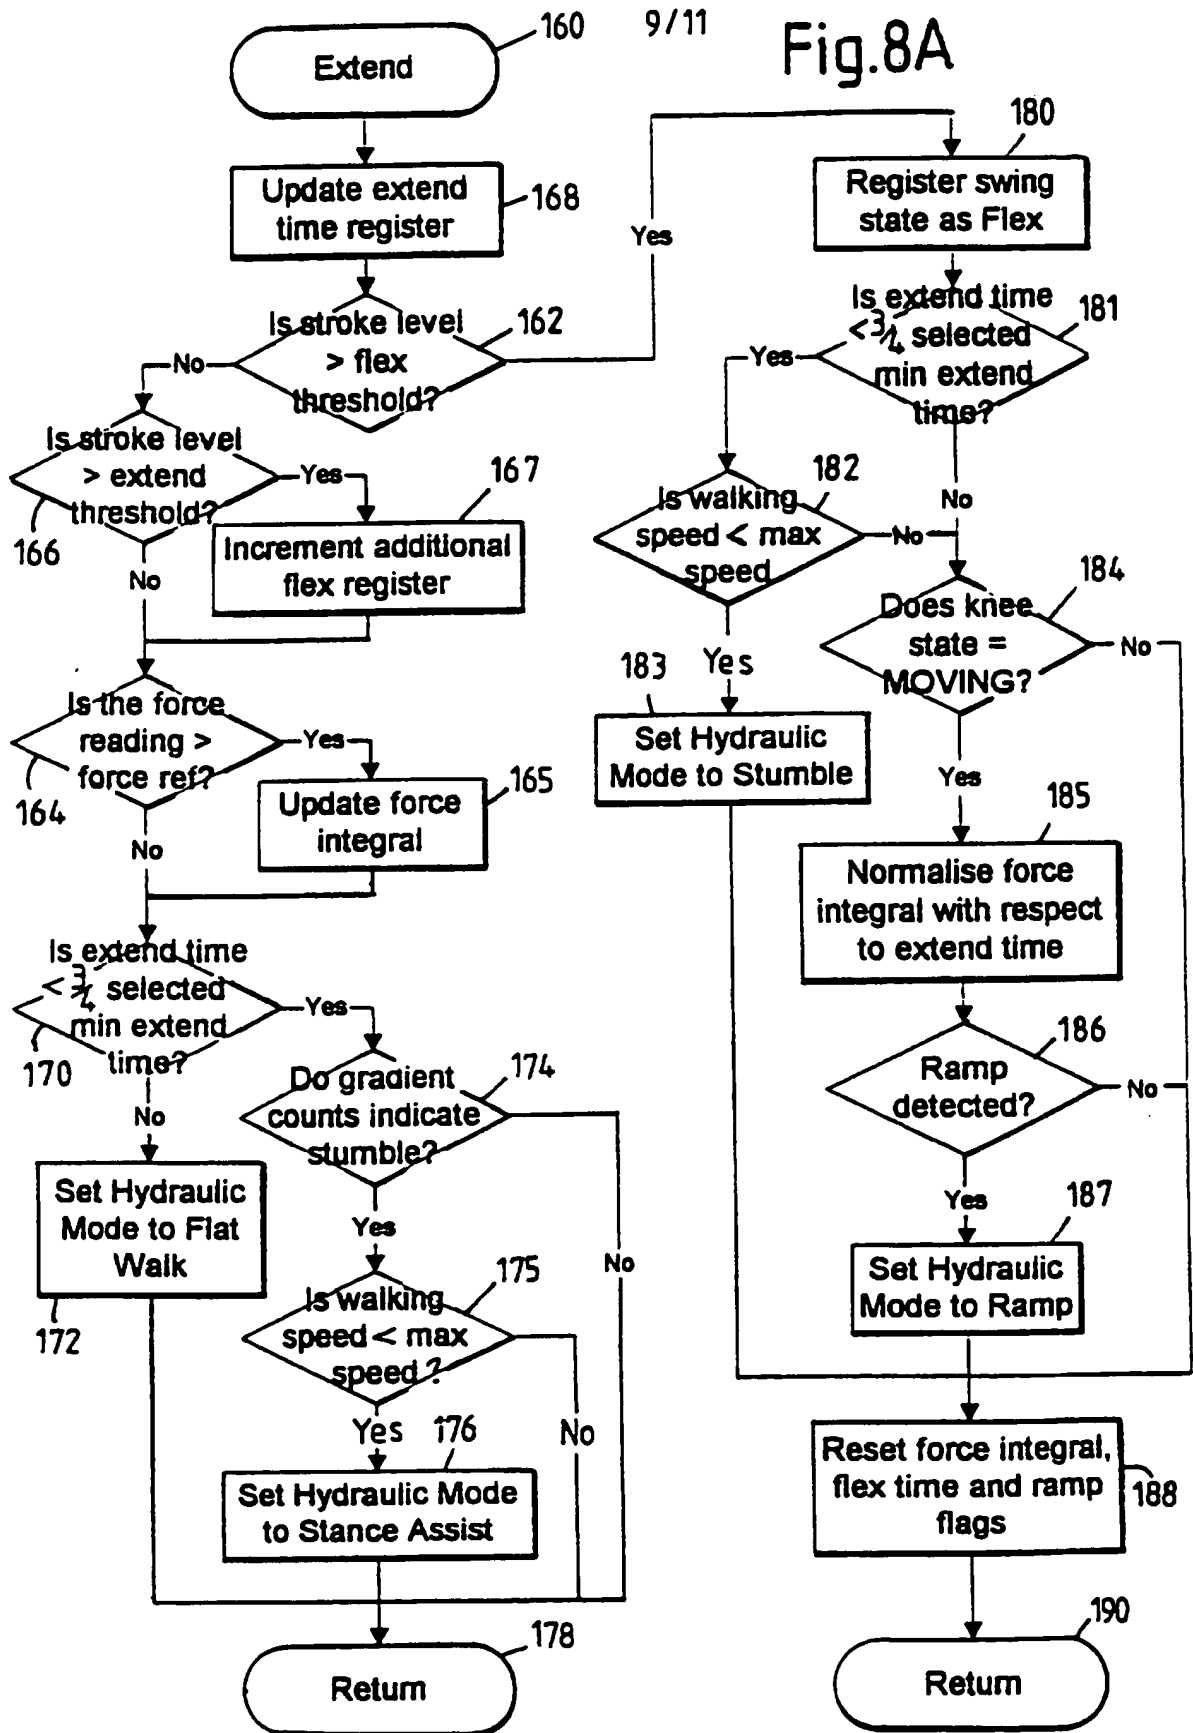 160
9/11
Fig.8A
Extend
Update extend
time register
168
Is stroke level
> flex
threshold?
162
No
Yes
Is stroke level
> extend
threshold?
166
Yes
167
Increment additional
flex register
No
Is the force
reading >
force ref?
164
Yes
165
Update force
integral
No
Is extend time
< 3/4 selected
min extend
time?
170
Yes
No
Do gradient
counts indicate
stumble?
174
Set Hydraulic
Mode to Flat
Walk
172
Yes
No
Is walking
speed < max
speed ?
175
Yes
No
176
Set Hydraulic Mode
to Stance Assist
178
Return
180
Register swing
state as Flex
Is extend time
< 3/4 selected
min extend
time?
181
Yes
No
Is walking
speed < max
speed
182
No
Yes
183
Set Hydraulic
Mode to Stumble
Does knee
state =
MOVING?
184
No
Yes
185
Normalise force
integral with respect
to extend time
186
Ramp
detected?
No
Yes
187
Set Hydraulic
Mode to Ramp
Reset force integral,
flex time and ramp
flags
188
190
Return